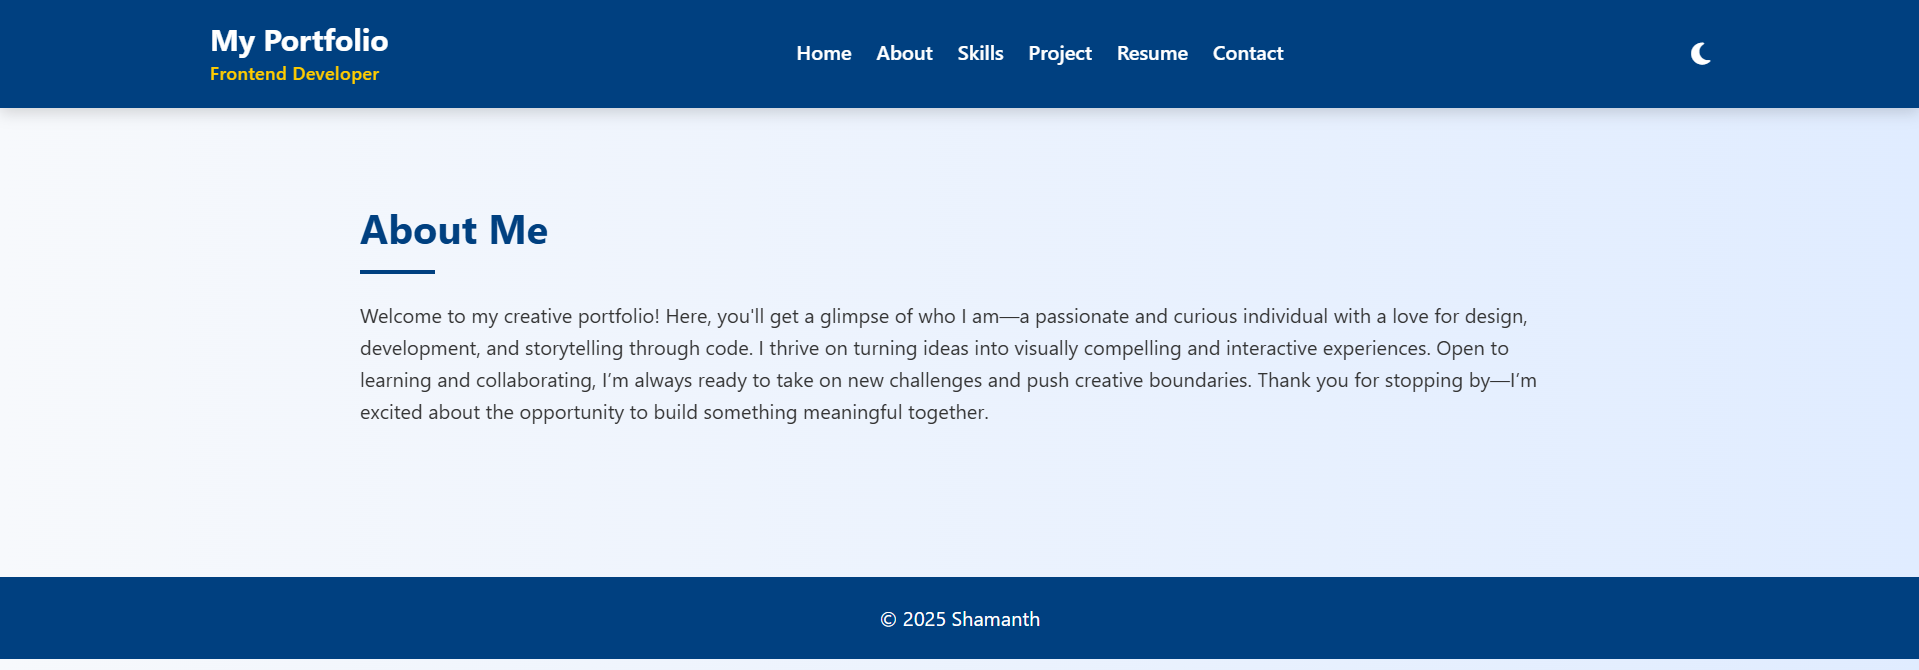 My Portfolio
Frontend Developer
Home About Skills Project Resume Contact
About Me
Welcome to my creative portfolio! Here, you'll get a glimpse of who I am—a passionate and curious individual with a love for design,
development, and storytelling through code. I thrive on turning ideas into visually compelling and interactive experiences. Open to
learning and collaborating, I’m always ready to take on new challenges and push creative boundaries. Thank you for stopping by—I’m
excited about the opportunity to build something meaningful together.
© 2025 Shamanth